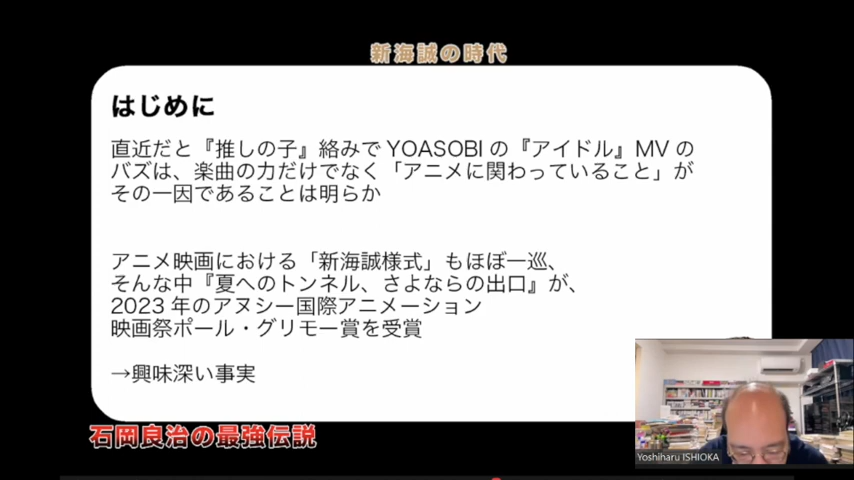 新海誠の時代
はじめに
直近だと『推しの子』絡みでYOASOBIの『アイドル』MVの
バズは、楽曲の力だけでなく「アニメに関わっていること」が
その一因であることは明らか
アニメ映画における「新海誠様式」もほぼ一巡、
そんな中『夏へのトンネル、さよならの出口』が、
2023年のアヌシー国際アニメーション
映画祭ポール・グリモー賞を受賞
→興味深い事実
石岡良治の最強伝説
Yoshiharu ISHIOKA